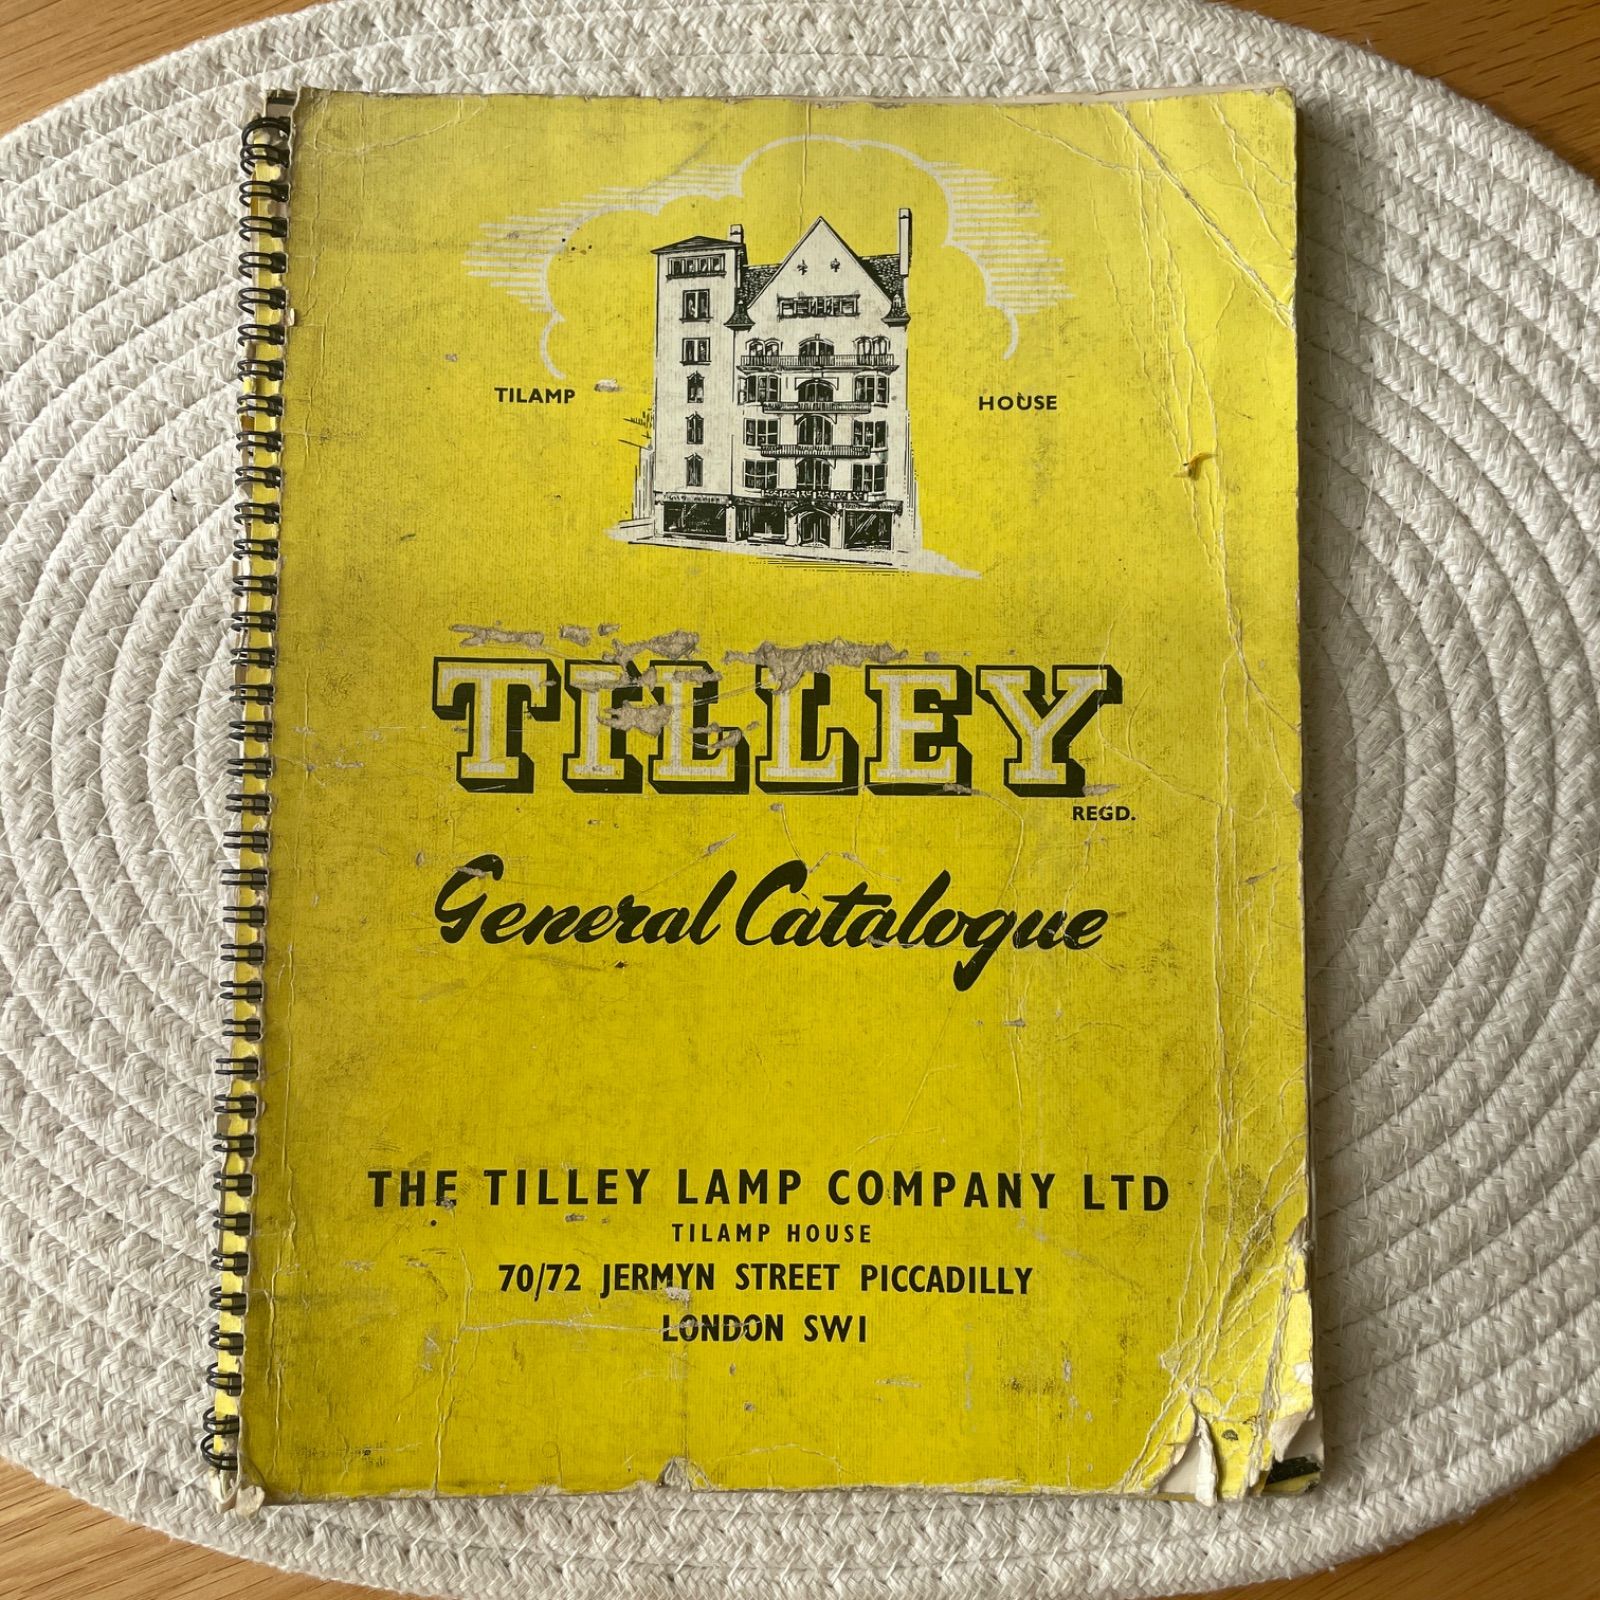 TILAMP HOUSE
TILLEY
REGD.
General Catalogue
THE TILLEY LAMP COMPANY LTD
TILAMP HOUSE
70/72 JERMYN STREET PICCADILLY
LONDON SW1